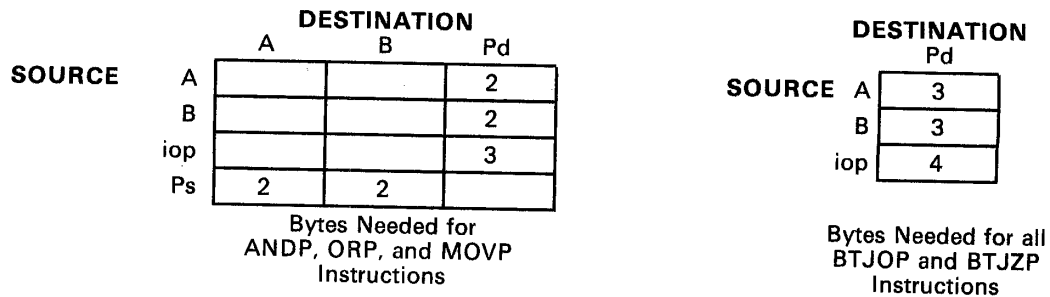 DESTINATION
A B Pd
SOURCE A 2
B 2
iop 3
Ps 2 2
Bytes Needed for
ANDP, ORP, and MOVP
Instructions
DESTINATION
Pd
SOURCE A 3
B 3
iop 4
Bytes Needed for all
BTJOP and BTJZP
Instructions